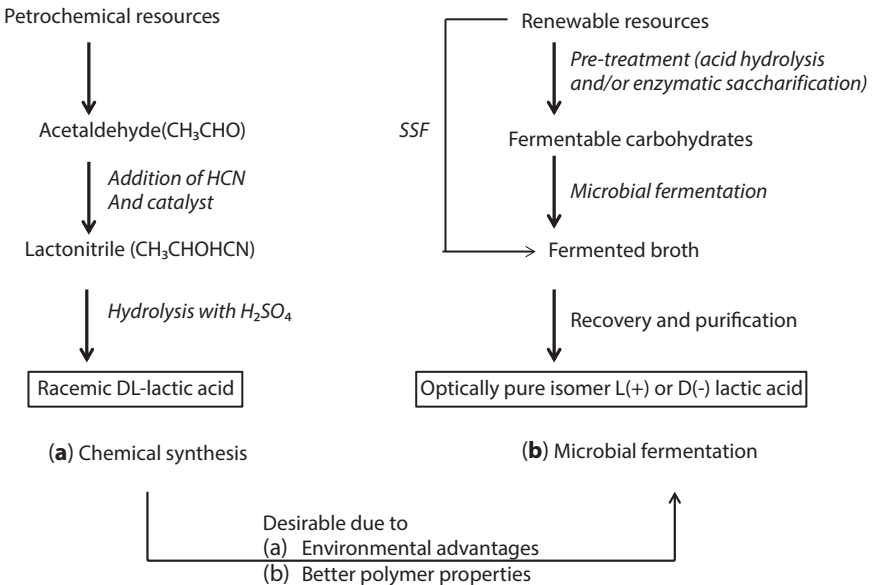 Petrochemical resources
Acetaldehyde(CH₃CHO)
Addition of HCN
And catalyst
Lactonitrile (CH₃CHOHCN)
Hydrolysis with H₂SO₄
Racemic DL-lactic acid
(a) Chemical synthesis
Renewable resources
Pre-treatment (acid hydrolysis
and/or enzymatic saccharification)
SSF
Fermentable carbohydrates
Microbial fermentation
Fermented broth
Recovery and purification
Optically pure isomer L(+) or D(-) lactic acid
(b) Microbial fermentation
Desirable due to
(a) Environmental advantages
(b) Better polymer properties